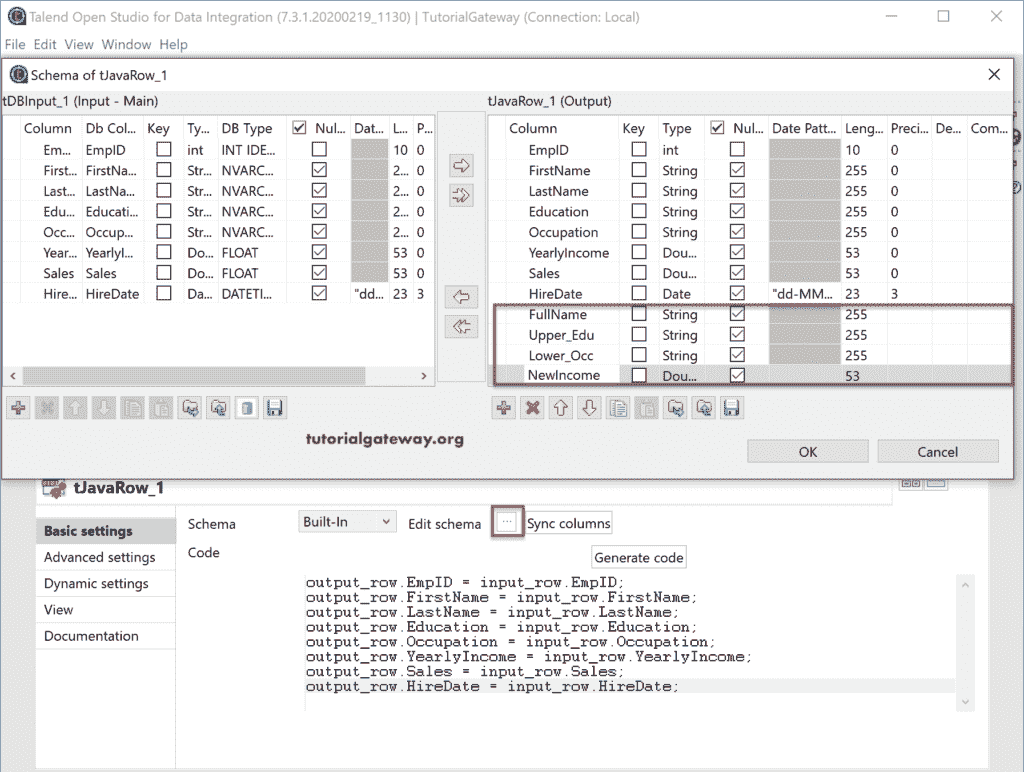 Talend Open Studio for Data Integration (7.3.1.20200219_1130) | TutorialGateway (Connection: Local)
File Edit View Window Help
Schema of tJavaRow_1
tDBInput_1 (Input - Main)
Column Db Col... Key Ty... DB Type Nul... Dat... L... P...
Em... EmpID int INT IDE... 10 0
First... FirstNa... Str... NVARC... 2... 0
Last... LastNa... Str... NVARC... 2... 0
Edu... Educati... Str... NVARC... 2... 0
Occ... Occup... Str... NVARC... 2... 0
Year... YearlyI... Do... FLOAT 53 0
Sales Sales Do... FLOAT 53 0
Hire... HireDate Da... DATETI... "dd... 23 3
tJavaRow_1 (Output)
Column Key Type Nul... Date Patt... Leng... Preci... De... Com...
EmpID int 10 0
FirstName String 255 0
LastName String 255 0
Education String 255 0
Occupation String 255 0
YearlyIncome Dou... 53 0
Sales Dou... 53 0
HireDate Date "dd-MM... 23 3
FullName String 255
Upper_Edu String 255
Lower_Occ String 255
NewIncome Dou... 53
tutorialgateway.org
OK Cancel
tJavaRow_1
Basic settings
Advanced settings
Dynamic settings
View
Documentation
Schema Built-In Edit schema ... Sync columns
Code
Generate code
output_row.EmpID = input_row.EmpID;
output_row.FirstName = input_row.FirstName;
output_row.LastName = input_row.LastName;
output_row.Education = input_row.Education;
output_row.Occupation = input_row.Occupation;
output_row.YearlyIncome = input_row.YearlyIncome;
output_row.Sales = input_row.Sales;
output_row.HireDate = input_row.HireDate;